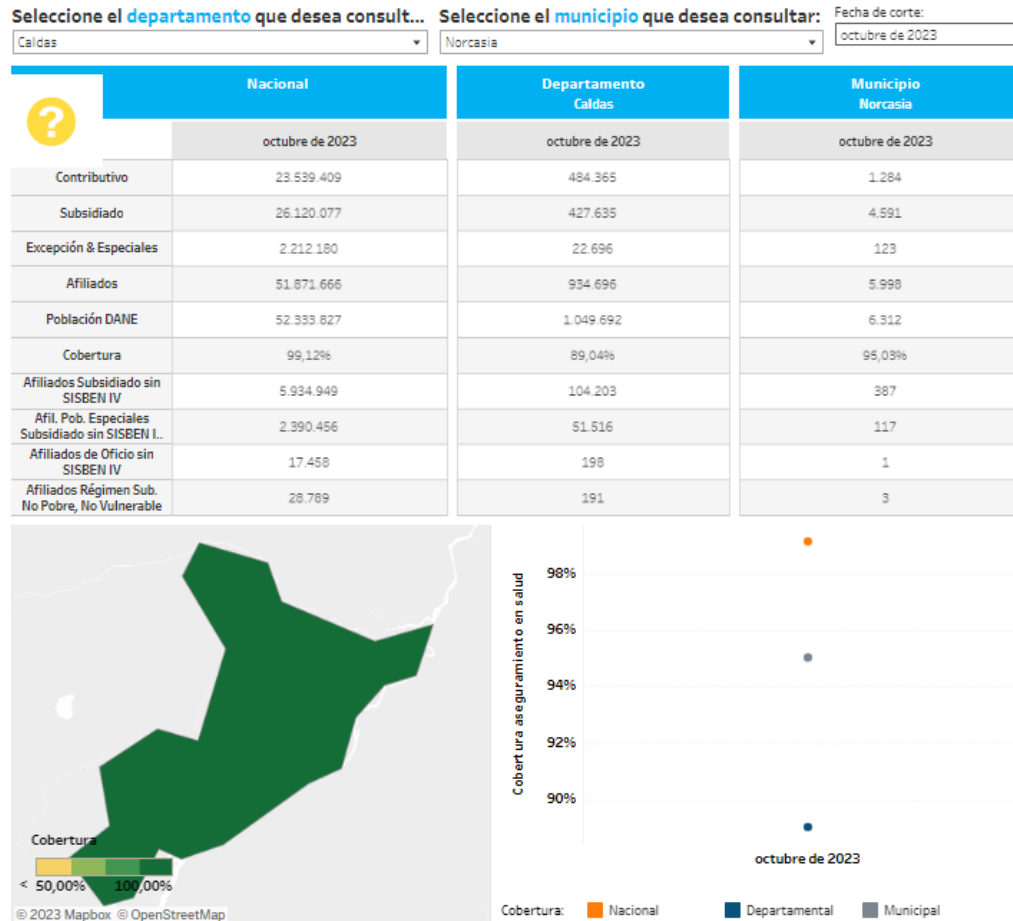 Seleccione el departamento que desea consult... Seleccione el municipio que desea consultar: Fecha de corte:
Caldas Norcasia octubre de 2023
? Nacional Departamento Municipio
Caldas Norcasia
octubre de 2023 octubre de 2023 octubre de 2023
Contributivo 23.539.409 484.365 1.284
Subsidiado 26.120.077 427.635 4.591
Excepción & Especiales 2.212.180 22.696 123
Afiliados 51.871.666 934.696 5.998
Población DANE 52.333.827 1.049.692 6.312
Cobertura 99,12% 89,04% 95,03%
Afiliados Subsidiado sin
SISBEN IV 5.934.949 104.203 387
Afil. Pob. Especiales
Subsidiado sin SISBEN I.. 2.390.456 51.516 117
Afiliados de Oficio sin
SISBEN IV 17.458 198 1
Afiliados Régimen Sub.
No Pobre, No Vulnerable 28.789 191 3
Cobertura
< 50,00% 100,00%
© 2023 Mapbox © OpenStreetMap
Cobertura aseguramiento en salud
98%
96%
94%
92%
90%
octubre de 2023
Cobertura: Nacional Departamental Municipal